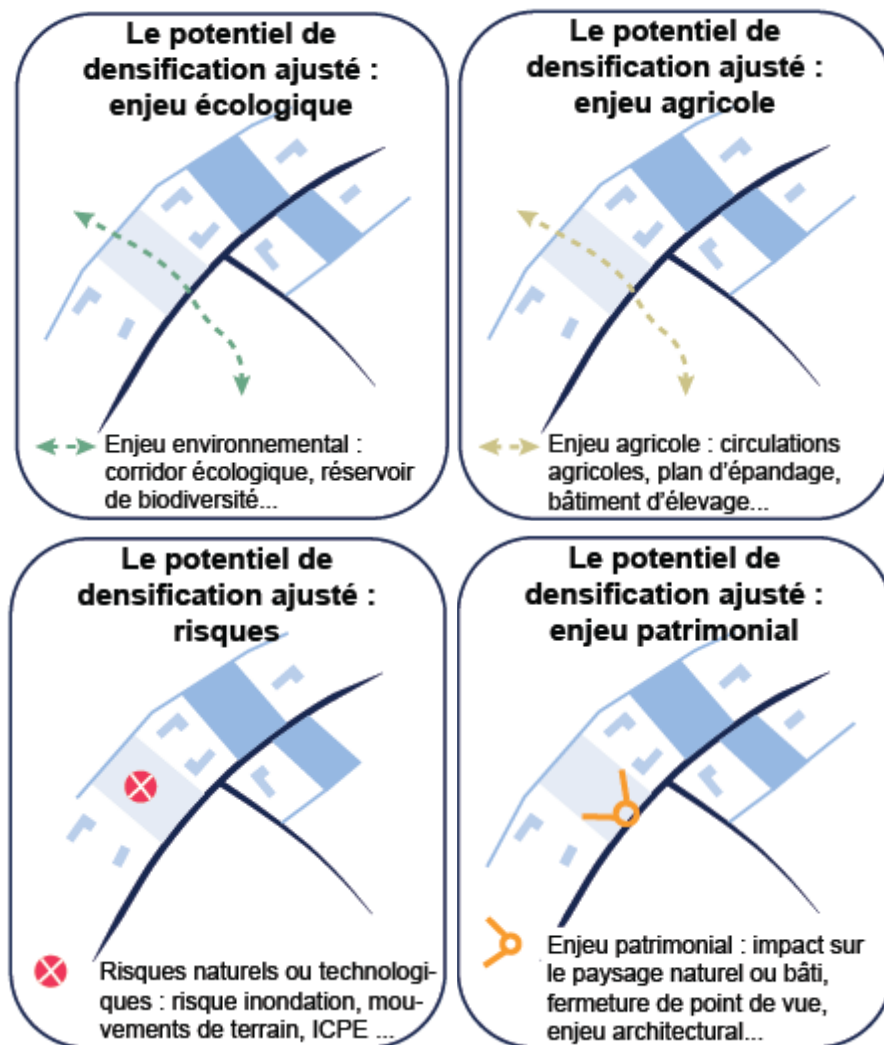 Le potentiel de
densification ajusté :
enjeu écologique
Enjeu environnemental :
corridor écologique, réservoir
de biodiversité...
Le potentiel de
densification ajusté :
enjeu agricole
Enjeu agricole : circulations
agricoles, plan d'épandage,
bâtiment d'élevage...
Le potentiel de
densification ajusté :
risques
Risques naturels ou technologi-
ques : risque inondation, mou-
vements de terrain, ICPE ...
Le potentiel de
densification ajusté :
enjeu patrimonial
Enjeu patrimonial : impact sur
le paysage naturel ou bâti,
fermeture de point de vue,
enjeu architectural...